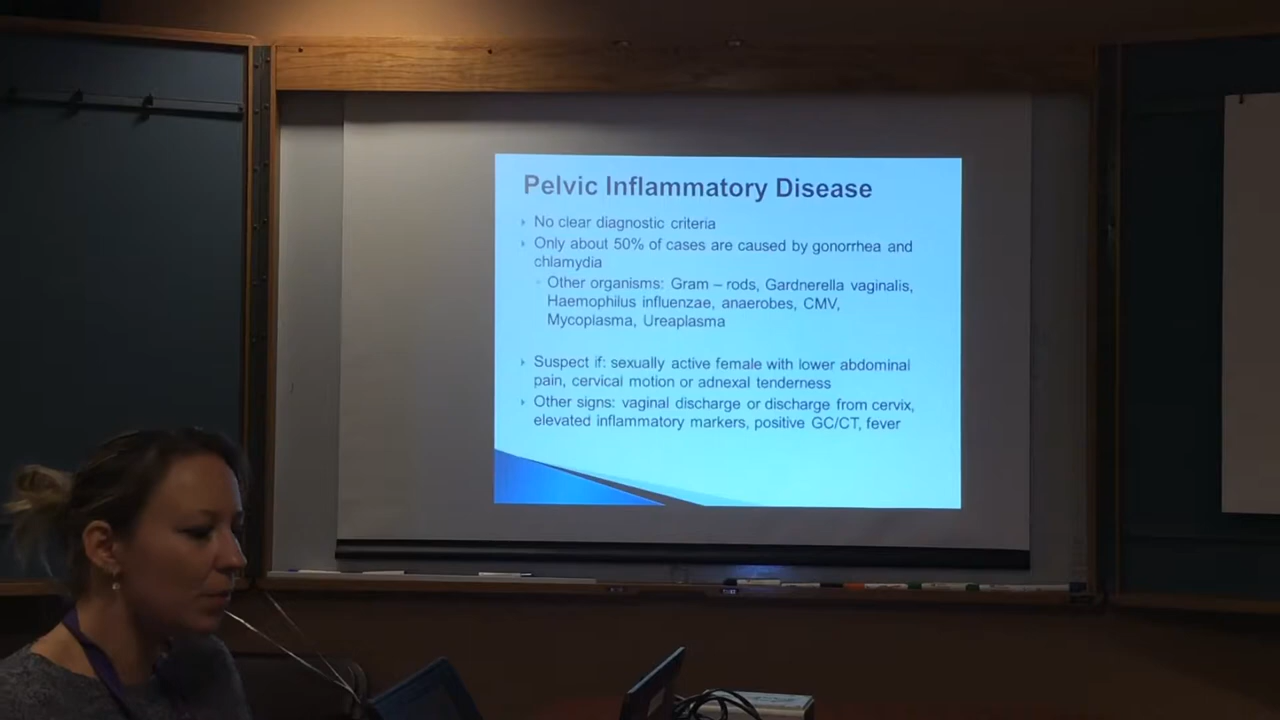 Pelvic Inflammatory Disease
No clear diagnostic criteria
Only about 50% of cases are caused by gonorrhea and
chlamydia
Other organisms: Gram – rods, Gardnerella vaginalis,
Haemophilus influenzae, anaerobes, CMV,
Mycoplasma, Ureaplasma
Suspect if: sexually active female with lower abdominal
pain, cervical motion or adnexal tenderness
Other signs: vaginal discharge or discharge from cervix,
elevated inflammatory markers, positive GC/CT, fever